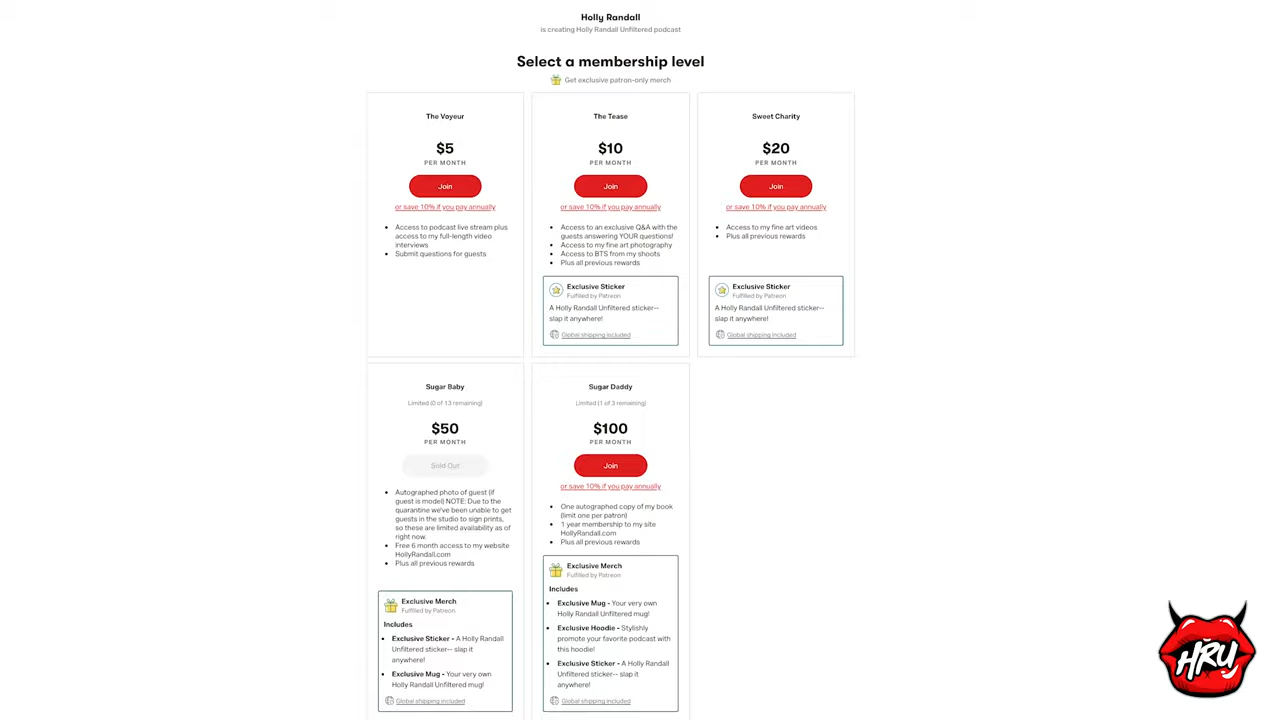 Holly Randall
is creating Holly Randall Unfiltered podcast
Select a membership level
Get exclusive patron-only merch
The Voyeur
$5
PER MONTH
Join
or save 10% if you pay annually
Access to podcast live stream plus
access to my full-length video
interviews
Submit questions for guests
The Tease
$10
PER MONTH
Join
or save 10% if you pay annually
Access to an exclusive Q&A with the
guests answering YOUR questions!
Access to my fine art photography
Access to BTS from my shoots
Plus all previous rewards
Exclusive Sticker
Fulfilled by Patreon
A Holly Randall Unfiltered sticker--
slap it anywhere!
Global shipping included
Sweet Charity
$20
PER MONTH
Join
or save 10% if you pay annually
Access to my fine art videos
Plus all previous rewards
Exclusive Sticker
Fulfilled by Patreon
A Holly Randall Unfiltered sticker--
slap it anywhere!
Global shipping included
Sugar Baby
Limited (0 of 13 remaining)
$50
PER MONTH
Sold Out
Autographed photo of guest (if
guest is model) NOTE: Due to the
quarantine we've been unable to get
guests in the studio to sign prints,
so these are limited availability as of
right now.
Free 6 month access to my website
HollyRandall.com
Plus all previous rewards
Exclusive Merch
Fulfilled by Patreon
Includes
Exclusive Sticker - A Holly Randall
Unfiltered sticker-- slap it
anywhere!
Exclusive Mug - Your very own
Holly Randall Unfiltered mug!
Global shipping included
Sugar Daddy
Limited (1 of 3 remaining)
$100
PER MONTH
Join
or save 10% if you pay annually
One autographed copy of my book
(limit one per patron)
1 year membership to my site
HollyRandall.com
Plus all previous rewards
Exclusive Merch
Fulfilled by Patreon
Includes
Exclusive Mug - Your very own
Holly Randall Unfiltered mug!
Exclusive Hoodie - Stylishly
promote your favorite podcast with
this hoodie!
Exclusive Sticker - A Holly Randall
Unfiltered sticker-- slap it
anywhere!
Global shipping included
HRU